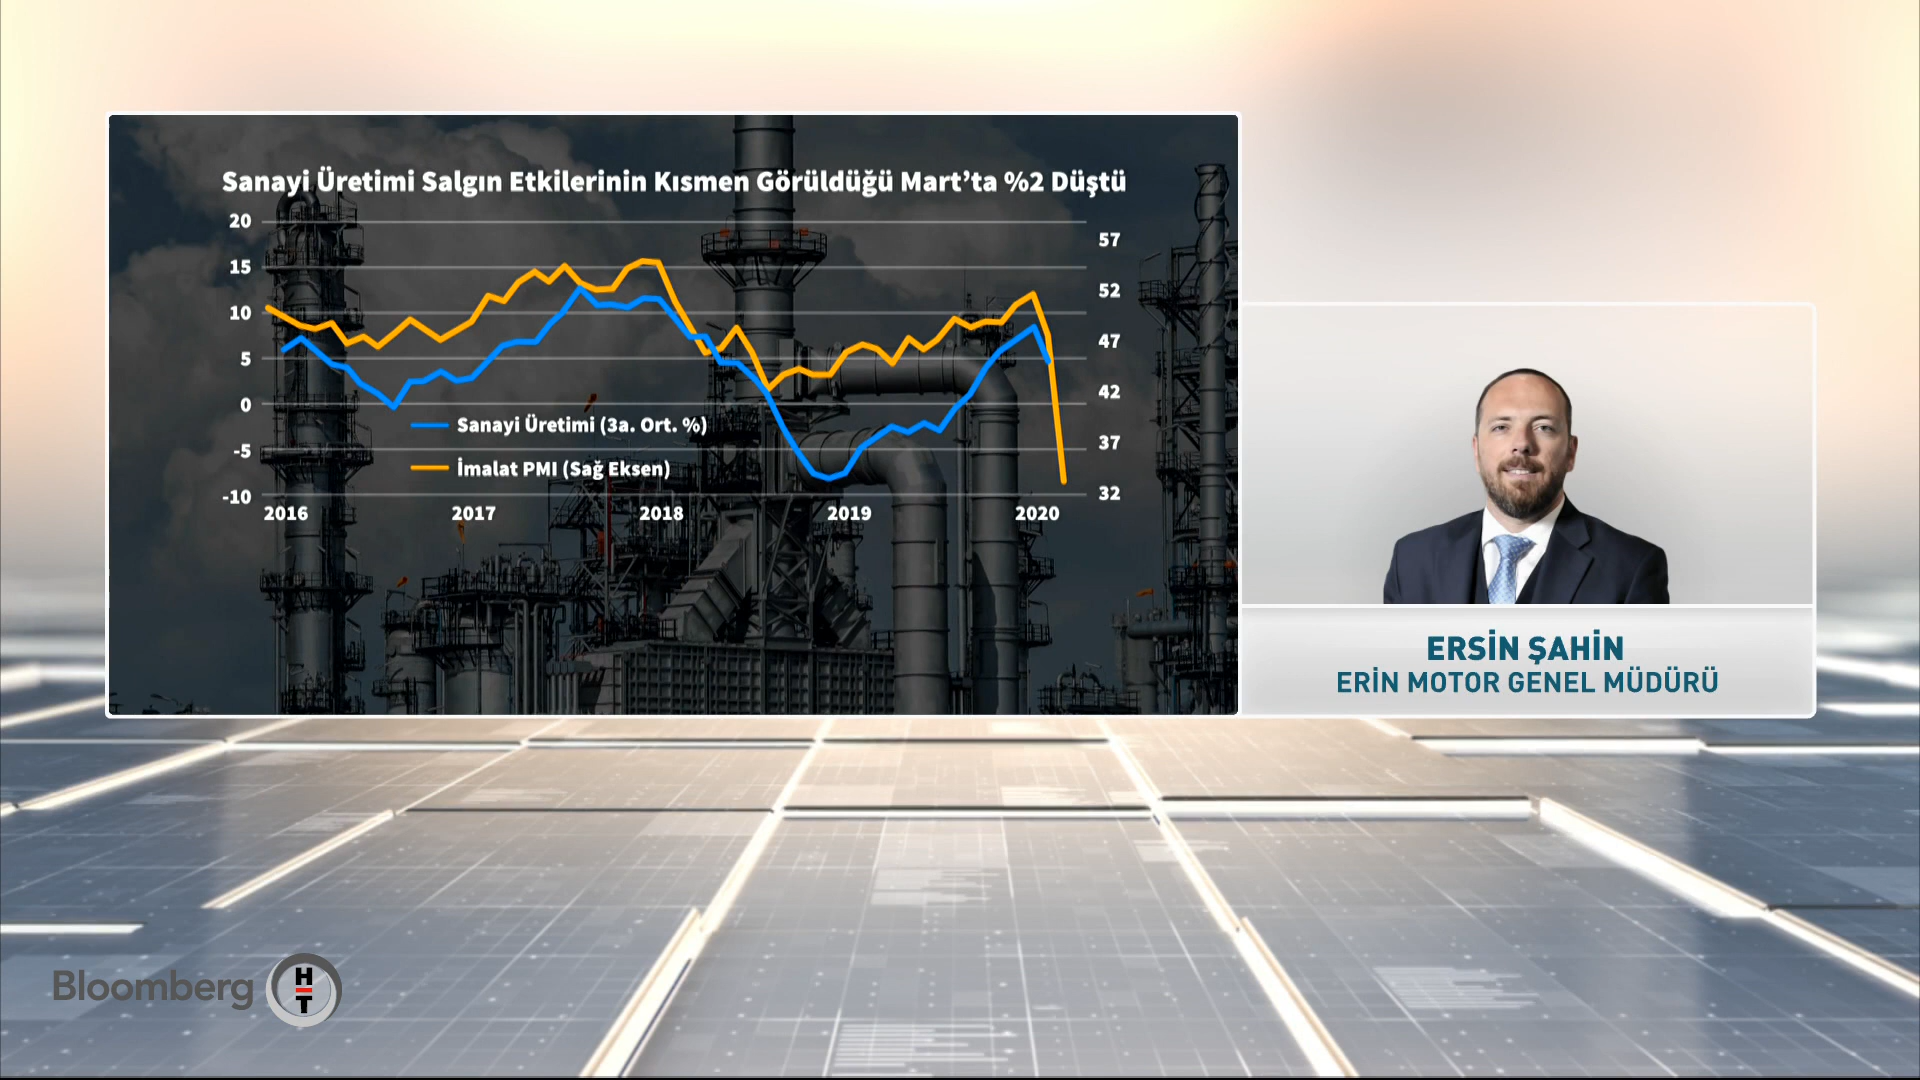 Sanayi Üretimi Salgın Etkilerinin Kısmen Görüldüğü Mart’ta %2 Düştü
20
15
10
5
0
-5
-10
57
52
47
42
37
32
Sanayi Üretimi (3a. Ort. %)
İmalat PMI (Sağ Eksen)
2016 2017 2018 2019 2020
ERSİN ŞAHİN
ERİN MOTOR GENEL MÜDÜRÜ
Bloomberg HT